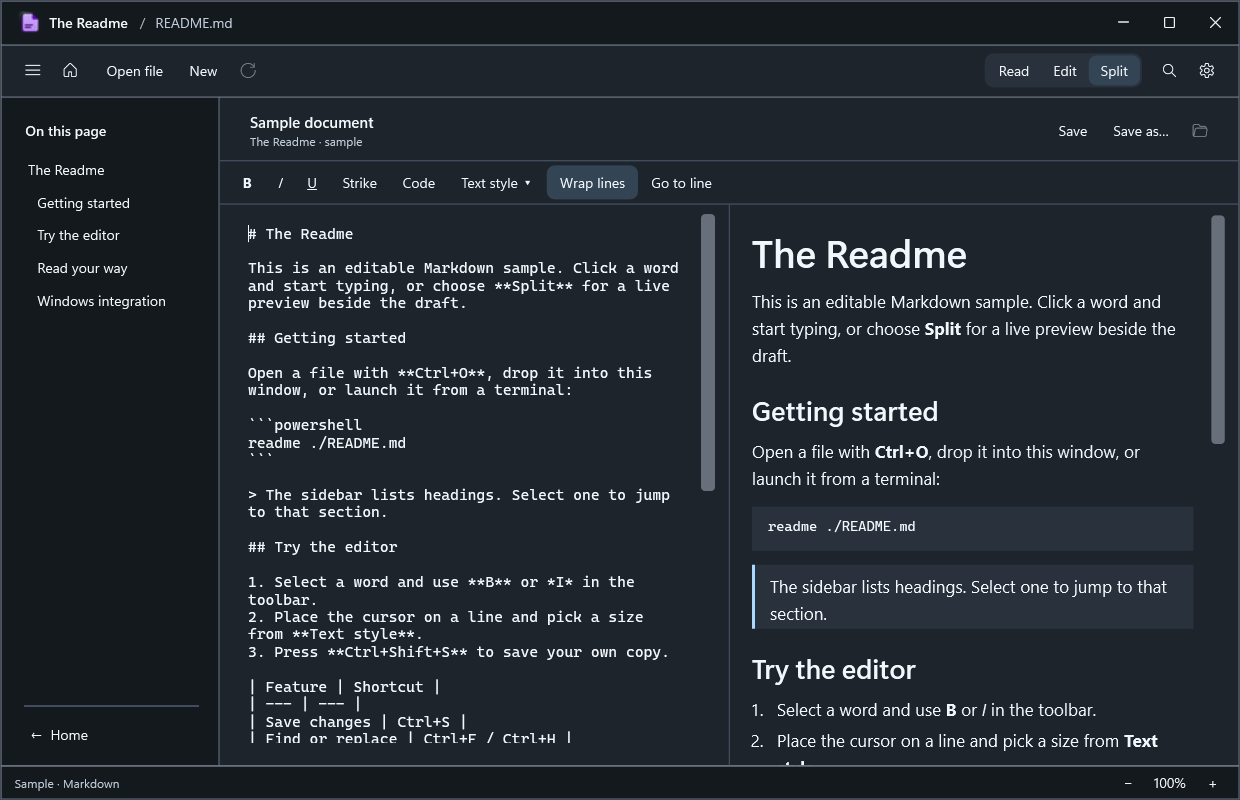 The Readme / README.md
Open file New
Read Edit Split
On this page
The Readme
Getting started
Try the editor
Read your way
Windows integration
← Home
Sample document
The Readme · sample
Save Save as...
B I U Strike Code Text style ▾ Wrap lines Go to line
# The Readme
This is an editable Markdown sample. Click a word
and start typing, or choose **Split** for a live
preview beside the draft.
## Getting started
Open a file with **Ctrl+O**, drop it into this
window, or launch it from a terminal:
```powershell
readme ./README.md
```
> The sidebar lists headings. Select one to jump
to that section.
## Try the editor
1. Select a word and use **B** or *I* in the
toolbar.
2. Place the cursor on a line and pick a size
from **Text style**.
3. Press **Ctrl+Shift+S** to save your own copy.
| Feature | Shortcut |
| --- | --- |
| Save changes | Ctrl+S |
| Find or replace | Ctrl+F / Ctrl+H |
The Readme
This is an editable Markdown sample. Click a word and
start typing, or choose Split for a live preview beside the
draft.
Getting started
Open a file with Ctrl+O, drop it into this window, or
launch it from a terminal:
readme ./README.md
The sidebar lists headings. Select one to jump to that
section.
Try the editor
1. Select a word and use B or I in the toolbar.
2. Place the cursor on a line and pick a size from Text
Sample · Markdown
− 100% +